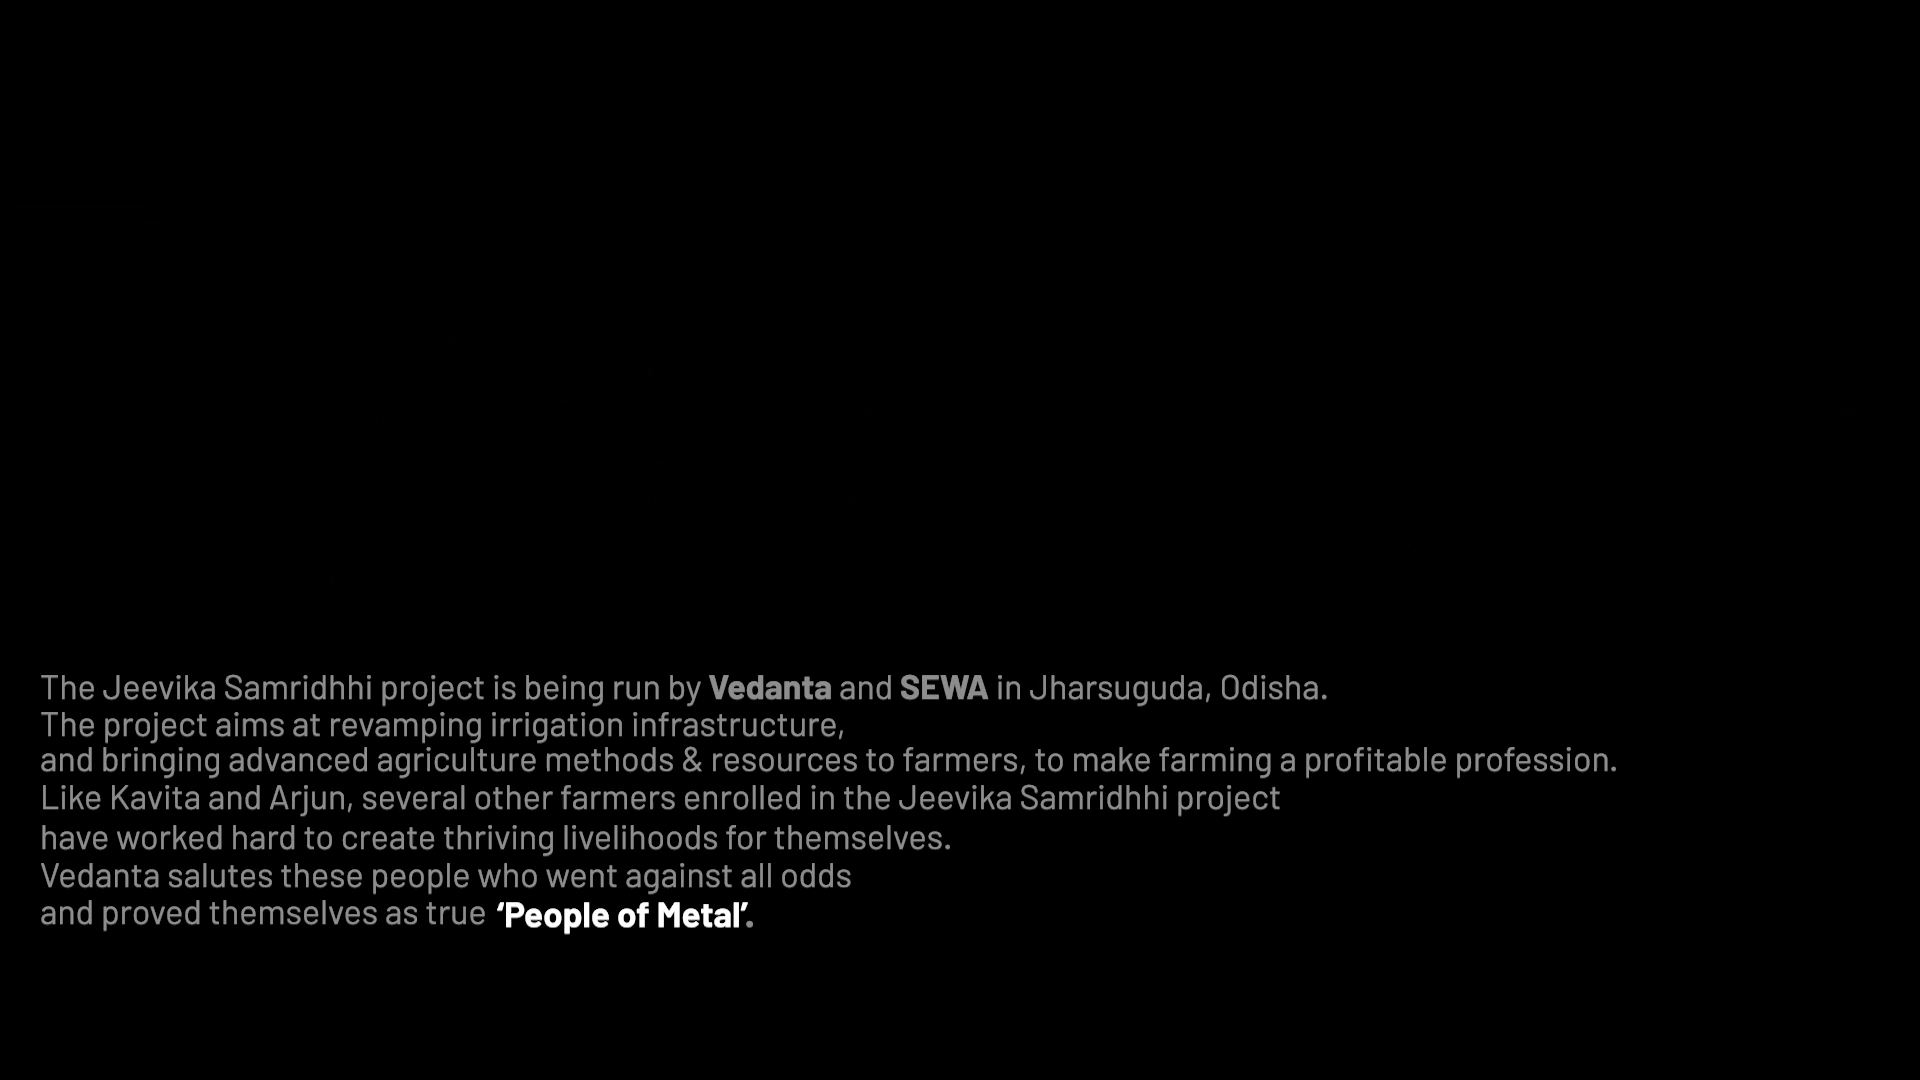 The Jeevika Samridhhi project is being run by Vedanta and SEWA in Jharsuguda, Odisha.
The project aims at revamping irrigation infrastructure,
and bringing advanced agriculture methods & resources to farmers, to make farming a profitable profession.
Like Kavita and Arjun, several other farmers enrolled in the Jeevika Samridhhi project
have worked hard to create thriving livelihoods for themselves.
Vedanta salutes these people who went against all odds
and proved themselves as true ‘People of Metal’.